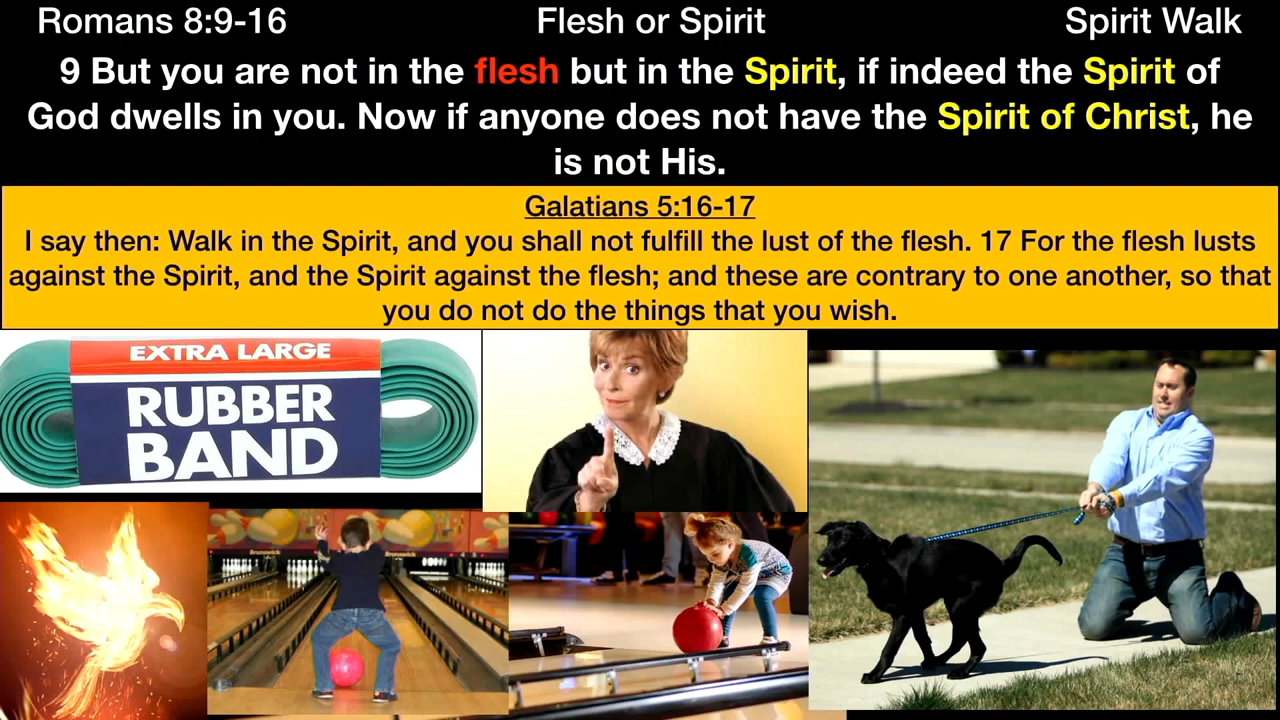 Romans 8:9-16 Flesh or Spirit Spirit Walk
9 But you are not in the flesh but in the Spirit, if indeed the Spirit of
God dwells in you. Now if anyone does not have the Spirit of Christ, he
is not His.
Galatians 5:16-17
I say then: Walk in the Spirit, and you shall not fulfill the lust of the flesh. 17 For the flesh lusts
against the Spirit, and the Spirit against the flesh; and these are contrary to one another, so that
you do not do the things that you wish.
EXTRA LARGE
RUBBER
BAND
Brunswick Brunswick